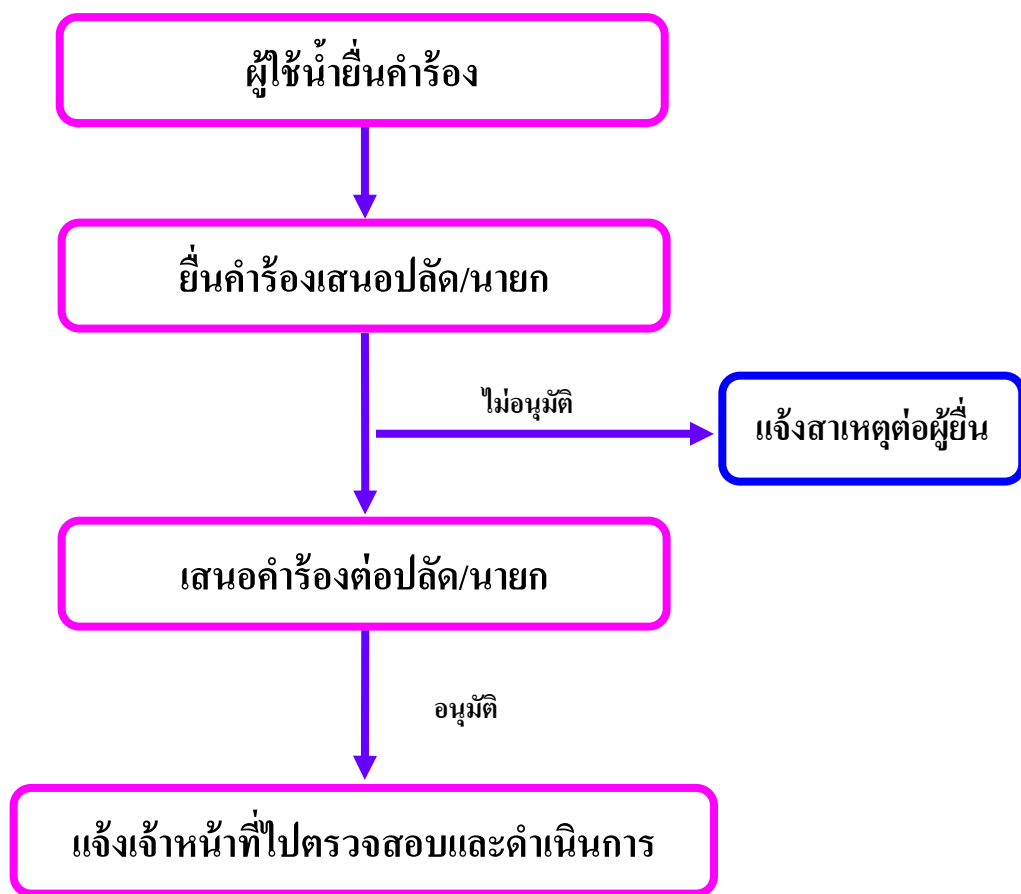 ผู้ใช้น้ำยื่นคำร้อง
ยื่นคำร้องเสนอปลัด/นายก
ไม่อนุมัติ
แจ้งสาเหตุต่อผู้ยื่น
เสนอคำร้องต่อปลัด/นายก
อนุมัติ
แจ้งเจ้าหน้าที่ไปตรวจสอบและดำเนินการ